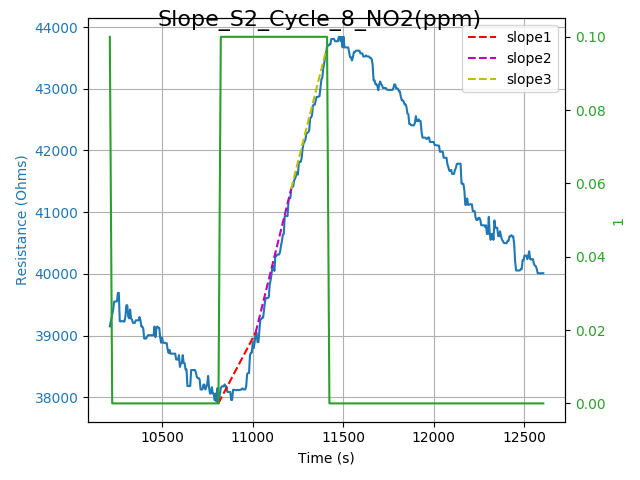 Slope_S2_Cycle_8_NO2(ppm)
44000
43000
42000
41000
40000
39000
38000
Resistance (Ohms)
slope1
slope2
slope3
0.10
0.08
0.06
0.04
0.02
0.00
1
10500 11000 11500 12000 12500
Time (s)